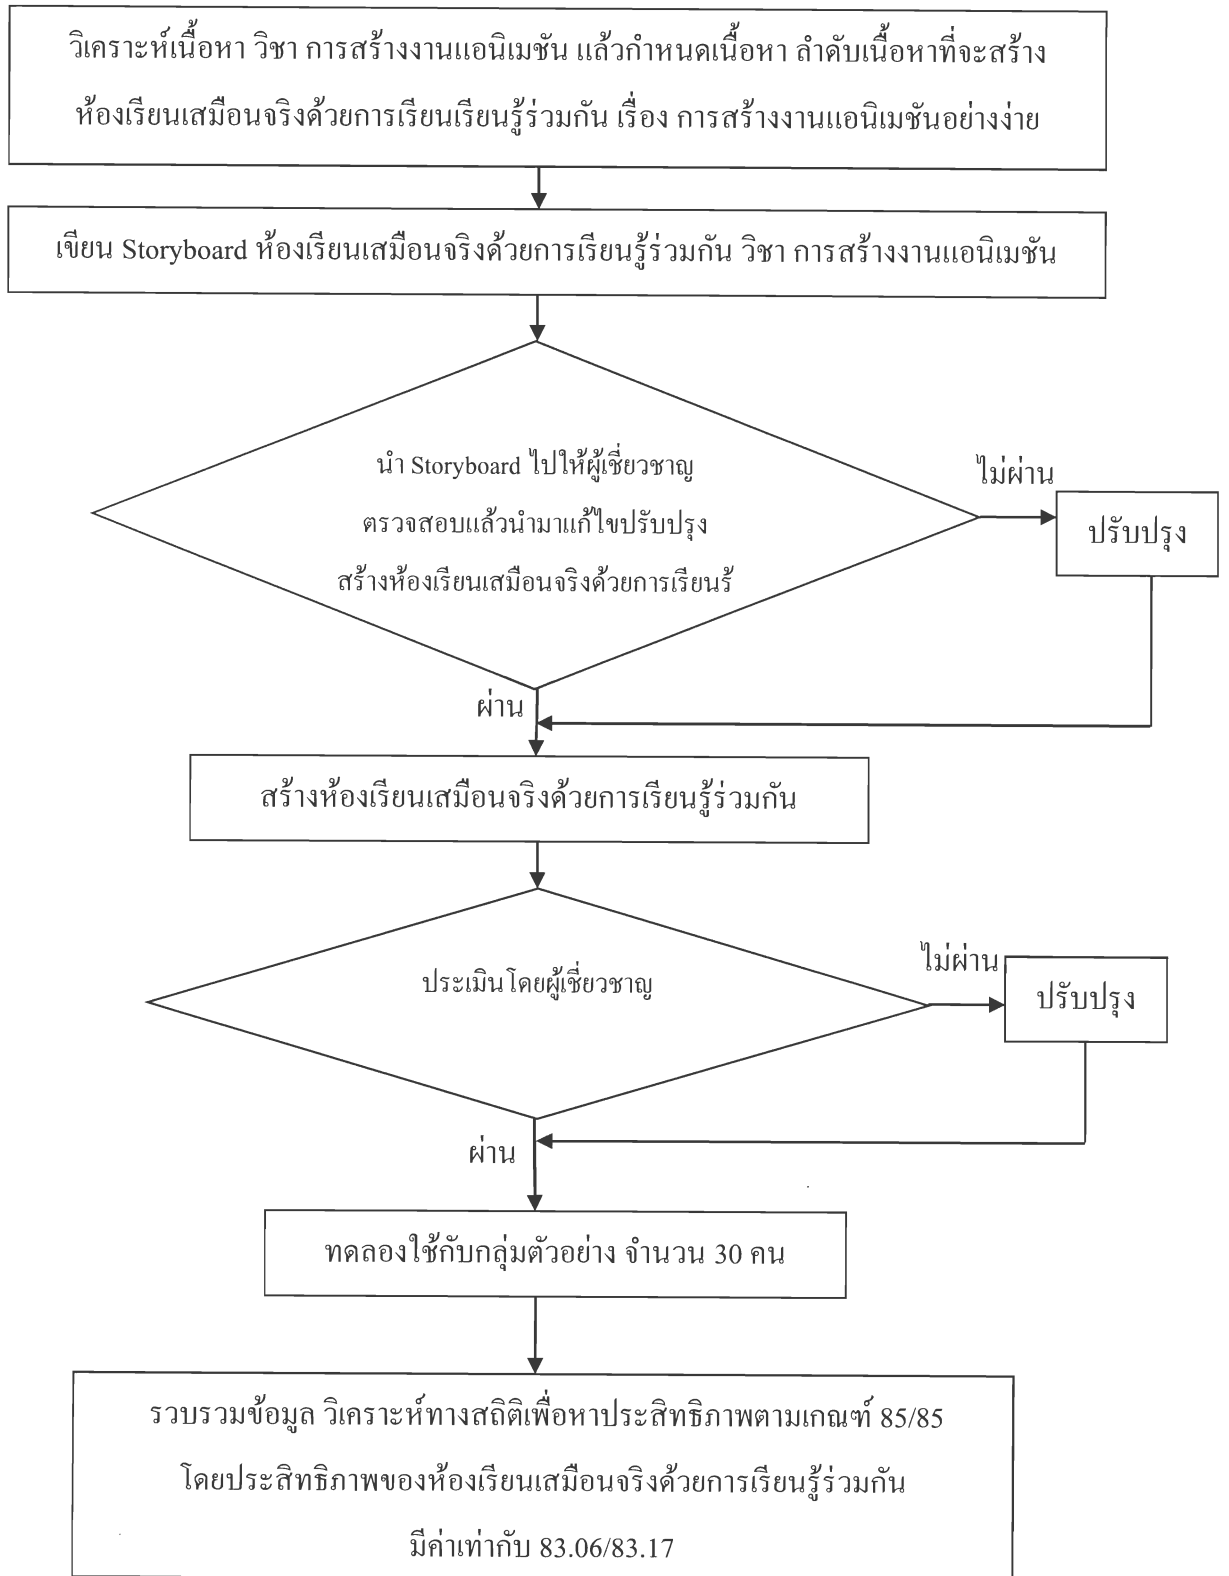 วิเคราะห์เนื้อหา วิชา การสร้างงานแอนิเมชัน แล้วกำหนดเนื้อหา ลำดับเนื้อหาที่จะสร้าง
ห้องเรียนเสมือนจริงด้วยการเรียนเรียนรู้ร่วมกัน เรื่อง การสร้างงานแอนิเมชันอย่างง่าย
เขียน Storyboard ห้องเรียนเสมือนจริงด้วยการเรียนรู้ร่วมกัน วิชา การสร้างงานแอนิเมชัน
นำ Storyboard ไปให้ผู้เชี่ยวชาญ
ตรวจสอบแล้วนำมาแก้ไขปรับปรุง
สร้างห้องเรียนเสมือนจริงด้วยการเรียนรู้
ไม่ผ่าน
ปรับปรุง
ผ่าน
สร้างห้องเรียนเสมือนจริงด้วยการเรียนรู้ร่วมกัน
ประเมินโดยผู้เชี่ยวชาญ
ไม่ผ่าน
ปรับปรุง
ผ่าน
ทดลองใช้กับกลุ่มตัวอย่าง จำนวน 30 คน
รวบรวมข้อมูล วิเคราะห์ทางสถิติเพื่อหาประสิทธิภาพตามเกณฑ์ 85/85
โดยประสิทธิภาพของห้องเรียนเสมือนจริงด้วยการเรียนรู้ร่วมกัน
มีค่าเท่ากับ 83.06/83.17